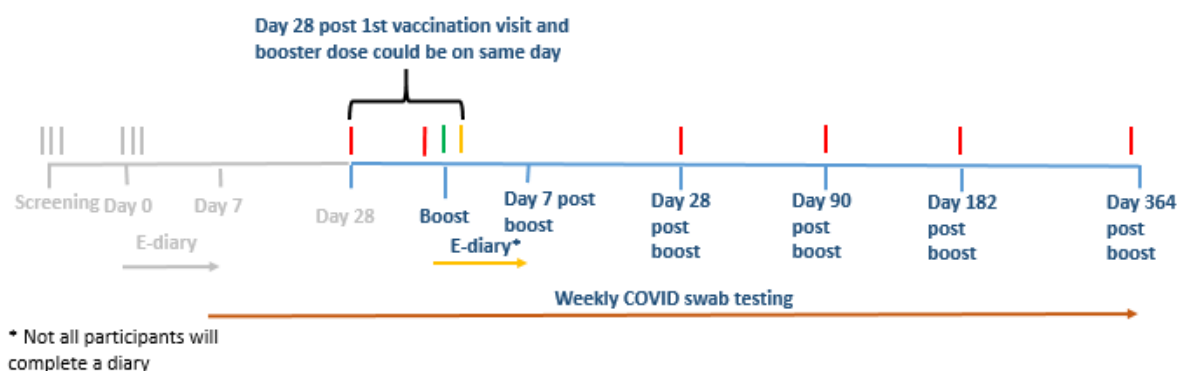 Day 28 post 1st vaccination visit and
booster dose could be on same day
Screening
Day 0
Day 7
Day 28
Boost
Day 7 post
boost
Day 28
post
boost
Day 90
post
boost
Day 182
post
boost
Day 364
post
boost
E-diary
E-diary*
Weekly COVID swab testing
* Not all participants will
complete a diary